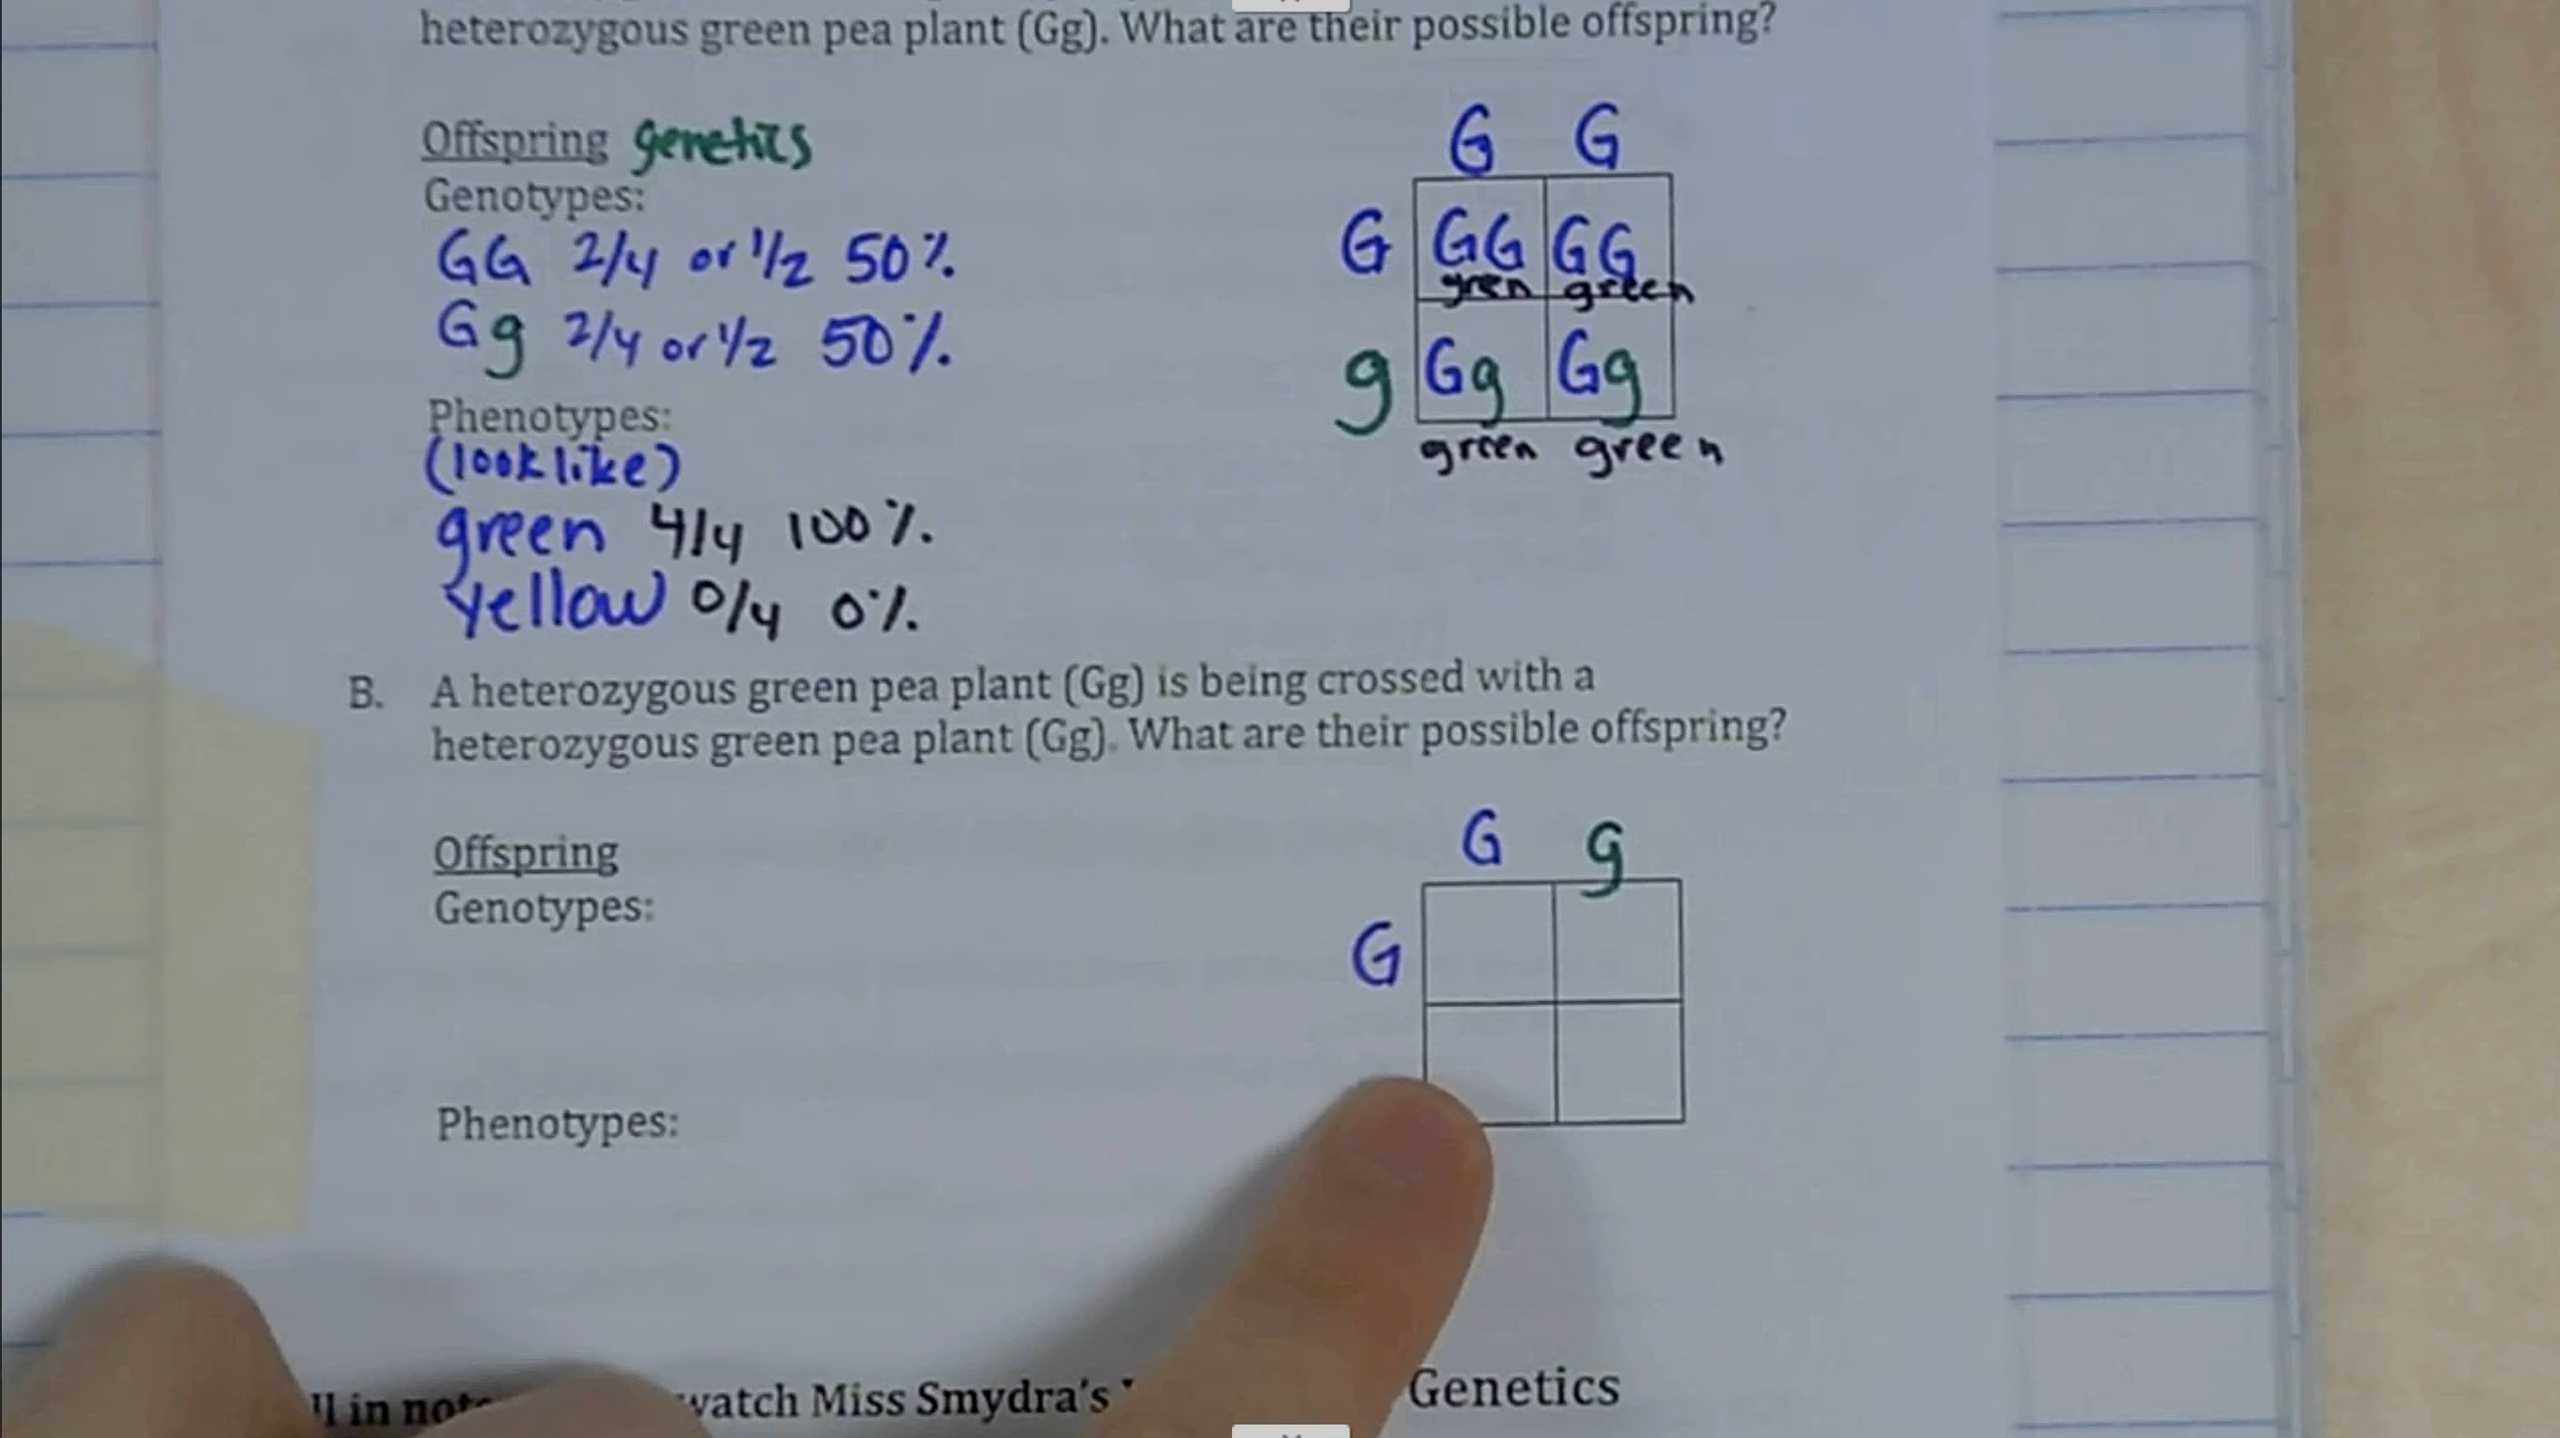 heterozygous green pea plant (Gg). What are their possible offspring?
Offspring genetics
Genotypes:
GG 2/4 or 1/2 50%
Gg 2/4 or 1/2 50%
Phenotypes:
(look like)
green 4/4 100%
yellow 0/4 0%
G G
G GG GG
green green
g Gg Gg
green green
B. A heterozygous green pea plant (Gg) is being crossed with a
heterozygous green pea plant (Gg). What are their possible offspring?
Offspring
Genotypes:
Phenotypes:
G g
G
in watch Miss Smydra's Genetics